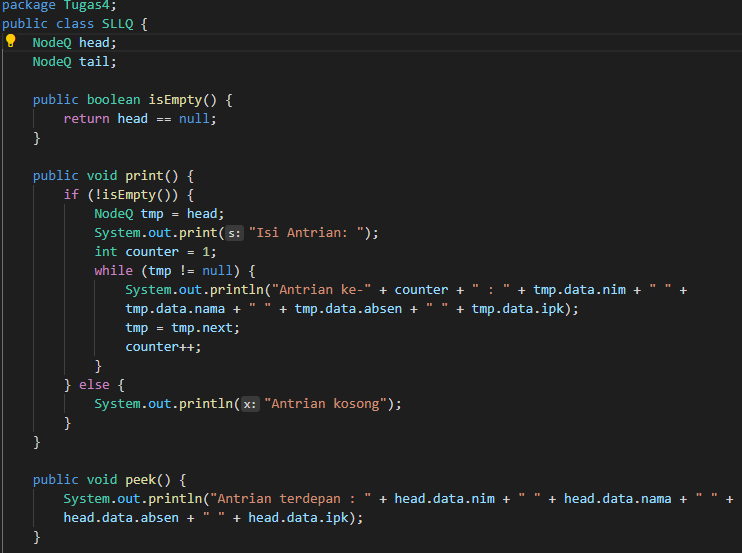 package Tugas4;
public class SLLQ {
    NodeQ head;
    NodeQ tail;

    public boolean isEmpty() {
        return head == null;
    }

    public void print() {
        if (!isEmpty()) {
            NodeQ tmp = head;
            System.out.print(s: "Isi Antrian: ");
            int counter = 1;
            while (tmp != null) {
                System.out.println("Antrian ke-" + counter + " : " + tmp.data.nim + " " +
                tmp.data.nama + " " + tmp.data.absen + " " + tmp.data.ipk);
                tmp = tmp.next;
                counter++;
            }
        } else {
            System.out.println(x: "Antrian kosong");
        }
    }

    public void peek() {
        System.out.println("Antrian terdepan : " + head.data.nim + " " + head.data.nama + " " +
        head.data.absen + " " + head.data.ipk);
    }